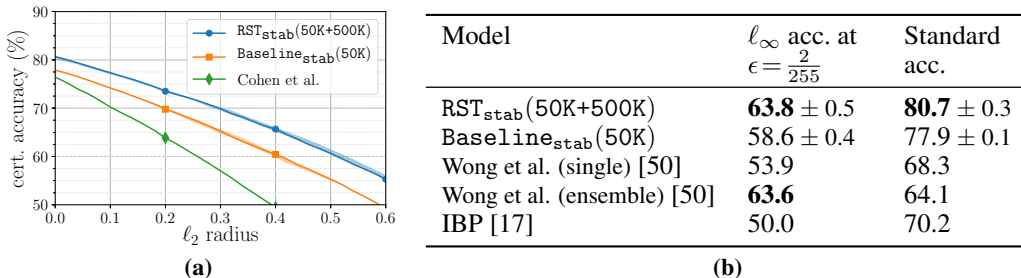 90
80
70
60
50
cert. accuracy (%)
RST_stab(50K+500K)
Baseline_stab(50K)
Cohen et al.
0.0 0.1 0.2 0.3 0.4 0.5 0.6
ℓ₂ radius
(a)
Model ℓ∞ acc. at Standard
ϵ = 2/255 acc.
RST_stab(50K+500K) 63.8 ± 0.5 80.7 ± 0.3
Baseline_stab(50K) 58.6 ± 0.4 77.9 ± 0.1
Wong et al. (single) [50] 53.9 68.3
Wong et al. (ensemble) [50] 63.6 64.1
IBP [17] 50.0 70.2
(b)